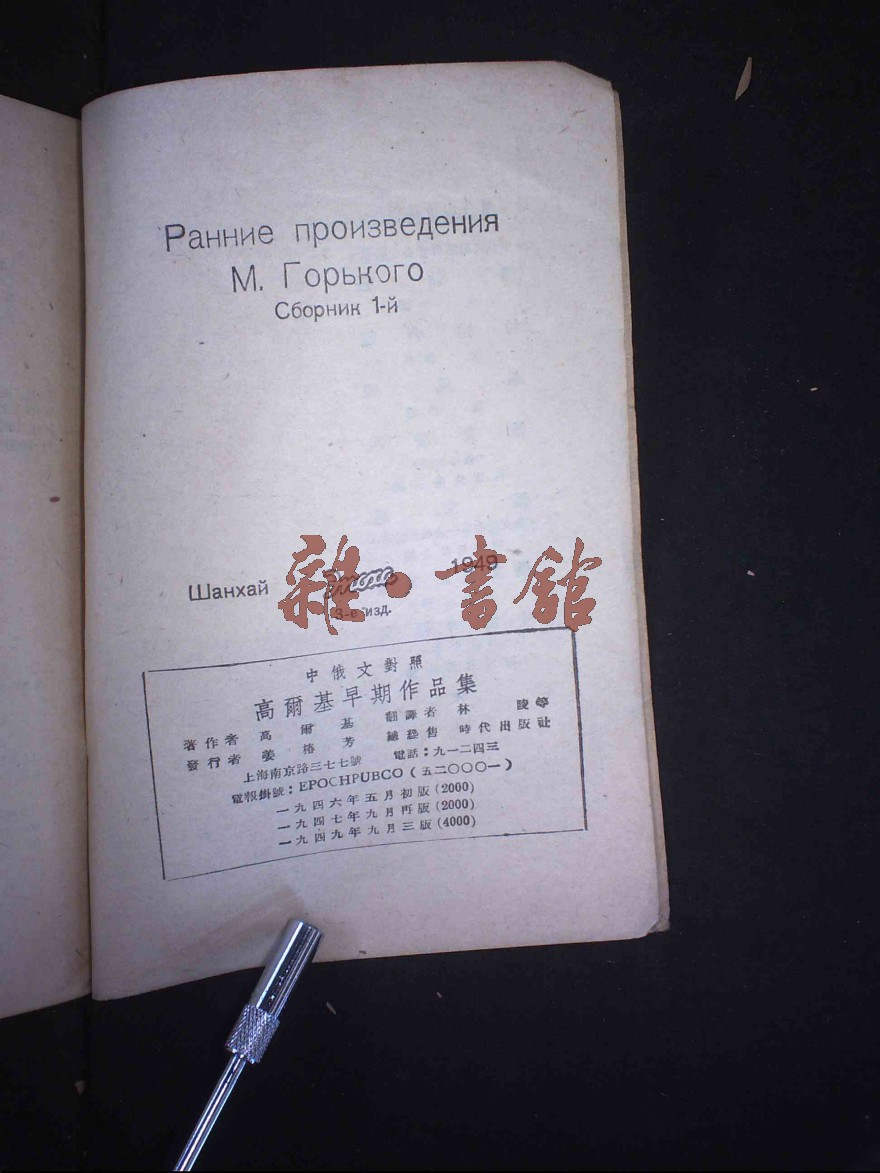 Ранние произведения
М. Горького
Сборник 1-й
Шанхай Эпоха 1949
3-е изд.
雜·書館
中俄文對照
高爾基早期作品集
著作者 高爾基 翻譯者 林陵等
發行者 姜椿芳 總經售 時代出版社
上海南京路三七七號 電話:九一二四三
電報掛號:EPOCHPUBCO(五二〇〇〇一)
一九四六年五月初版(2000)
一九四七年九月再版(2000)
一九四九年九月三版(4000)